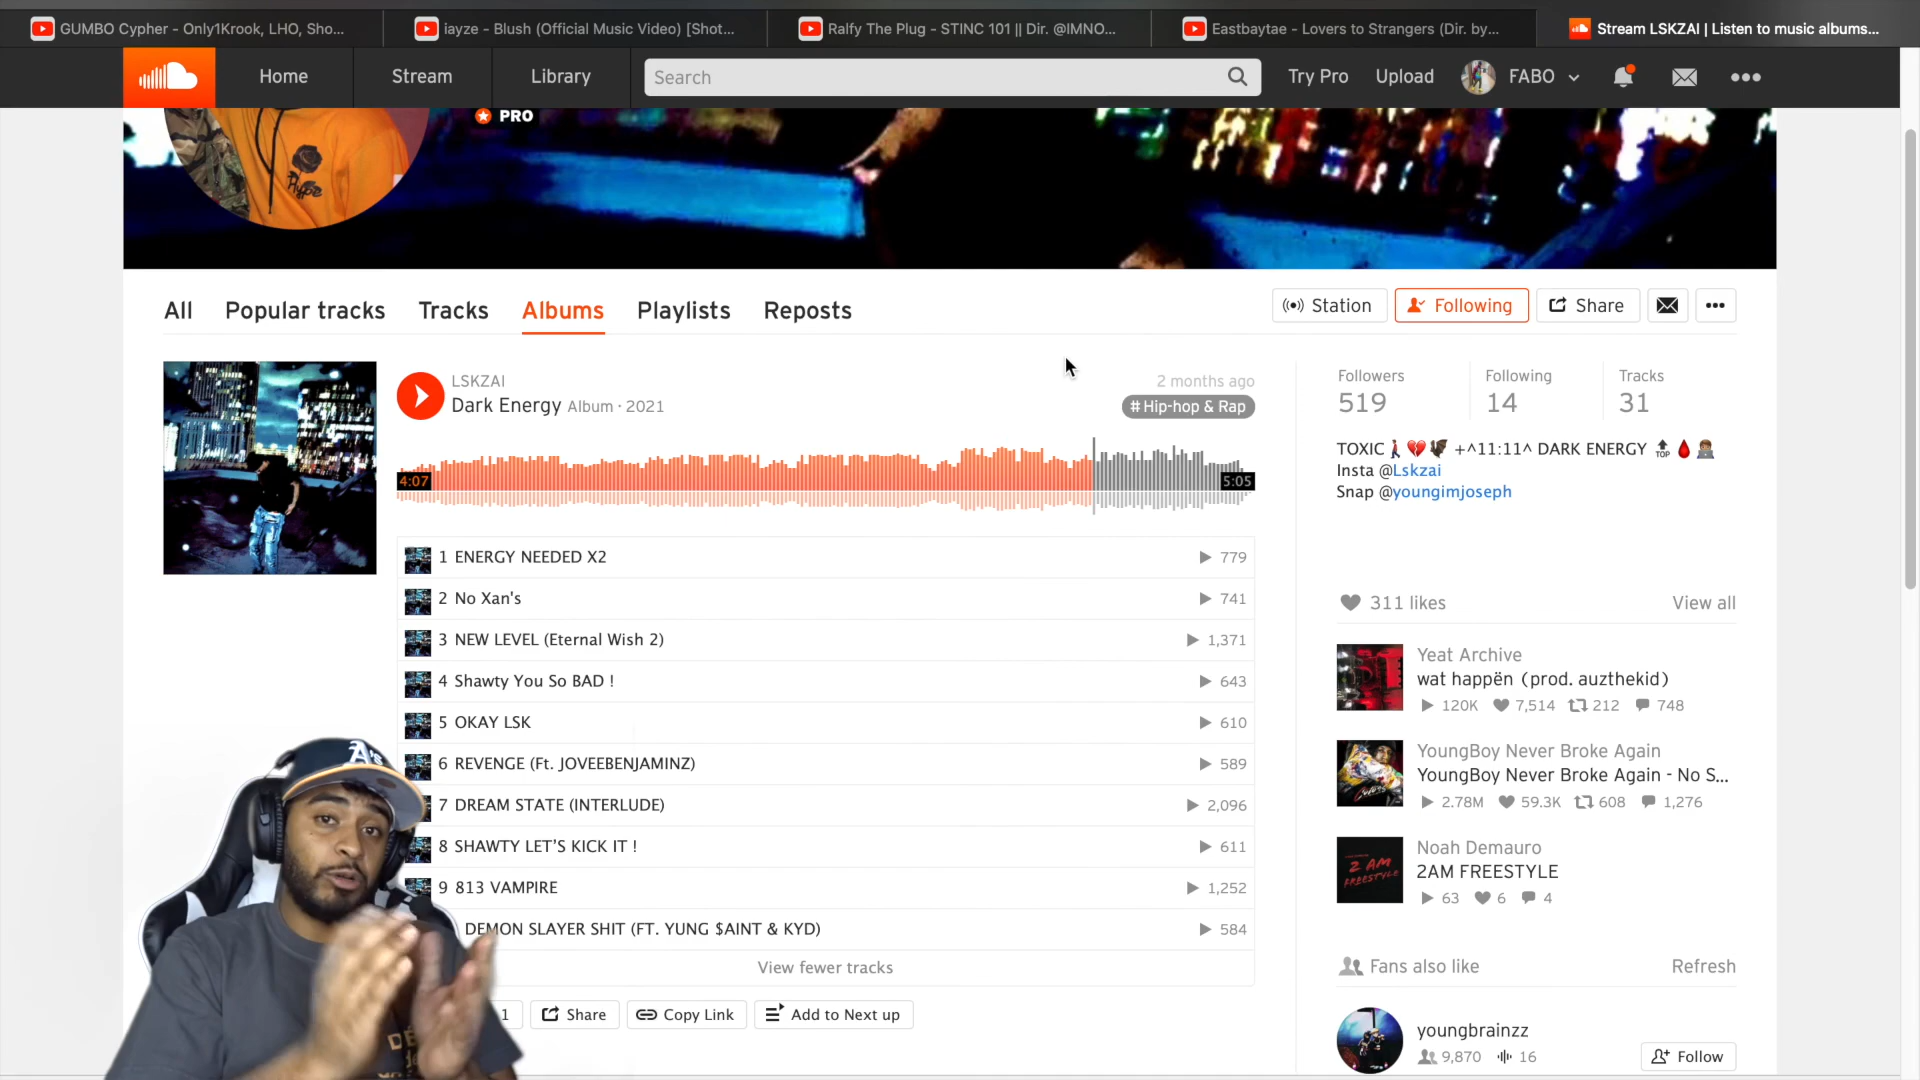 GUMBO Cypher - Only1Krook, LHO, Sho...
iayze - Blush (Official Music Video) [Shot...
Ralfy The Plug - STINC 101 || Dir. @IMNO...
Eastbaytae - Lovers to Strangers (Dir. by...
Stream LSKZAI | Listen to music albums...
Home
Stream
Library
Search
Try Pro
Upload
FABO
PRO
Hype
All
Popular tracks
Tracks
Albums
Playlists
Reposts
Station
Following
Share
LSKZAI
2 months ago
Dark Energy Album · 2021
# Hip-hop & Rap
4:07
5:05
1 ENERGY NEEDED X2 779
2 No Xan's 741
3 NEW LEVEL (Eternal Wish 2) 1,371
4 Shawty You So BAD ! 643
5 OKAY LSK 610
6 REVENGE (Ft. JOVEEBENJAMINZ) 589
7 DREAM STATE (INTERLUDE) 2,096
8 SHAWTY LET'S KICK IT ! 611
9 813 VAMPIRE 1,252
DEMON SLAYER SHIT (FT. YUNG $AINT & KYD) 584
View fewer tracks
1
Share
Copy Link
Add to Next up
A's
Followers
519
Following
14
Tracks
31
TOXIC🚶🏾💔🦇 +^11:11^ DARK ENERGY 🔝🩸👨🏽‍💻
Insta @Lskzai
Snap @youngimjoseph
311 likes
View all
Yeat Archive
wat happën (prod. auzthekid)
120K 7,514 212 748
YoungBoy Never Broke Again
YoungBoy Never Broke Again - No S...
2.78M 59.3K 608 1,276
2 AM
FREESTYLE
Noah Demauro
2AM FREESTYLE
63 6 4
Fans also like
Refresh
youngbrainzz
9,870 16
Follow